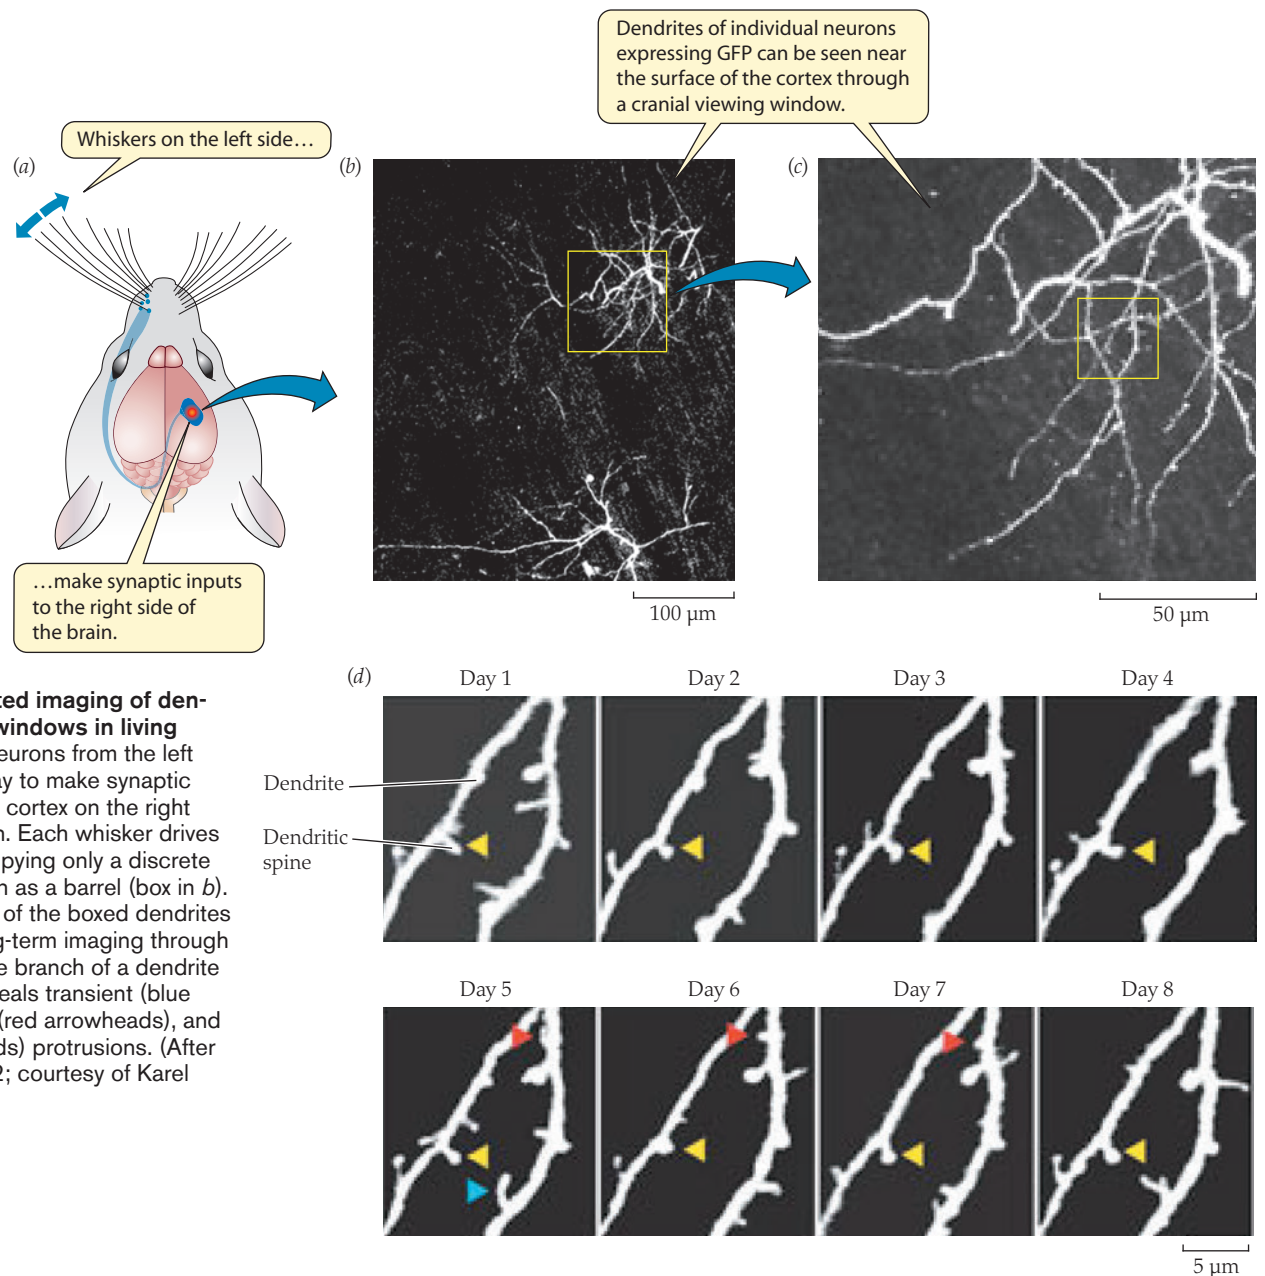 Dendrites of individual neurons
expressing GFP can be seen near
the surface of the cortex through
a cranial viewing window.
Whiskers on the left side…
(a)
(b)
(c)
…make synaptic inputs
to the right side of
the brain.
100 µm
50 µm
ted imaging of den-
windows in living
eurons from the left
ay to make synaptic
cortex on the right
n. Each whisker drives
pying only a discrete
n as a barrel (box in b).
of the boxed dendrites
g-term imaging through
e branch of a dendrite
eals transient (blue
(red arrowheads), and
ds) protrusions. (After
2; courtesy of Karel
(d)
Day 1
Day 2
Day 3
Day 4
Dendrite
Dendritic
spine
Day 5
Day 6
Day 7
Day 8
5 µm